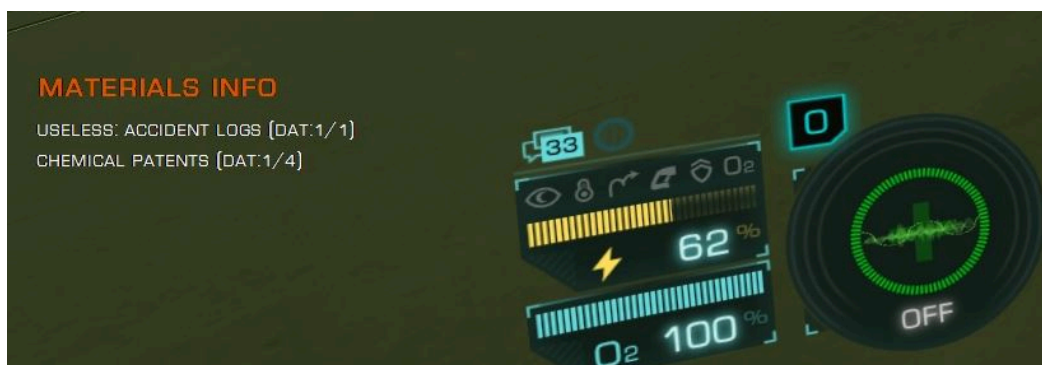 MATERIALS INFO
USELESS: ACCIDENT LOGS (DAT:1/1)
CHEMICAL PATENTS (DAT:1/4)
33
0
O2
62 %
O2 100 %
OFF